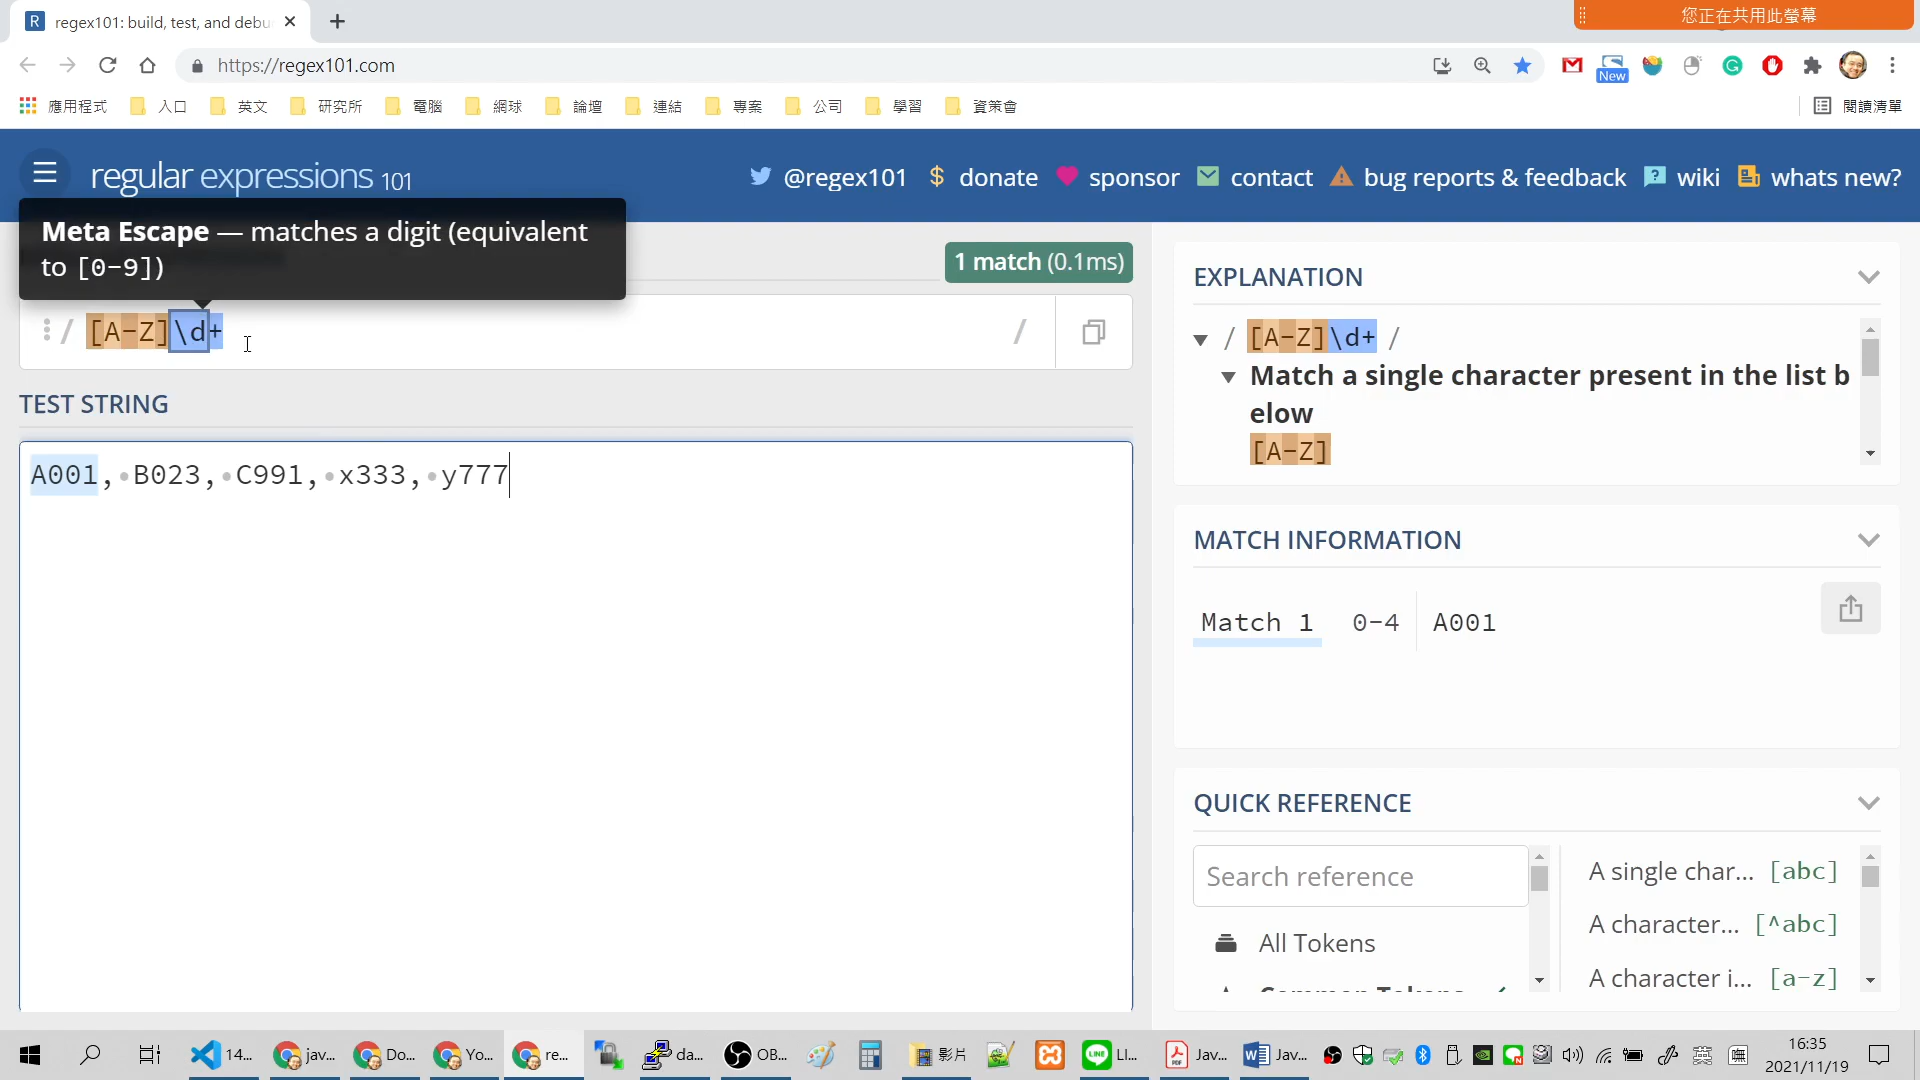 regex101: build, test, and debu
您正在共用此螢幕
https://regex101.com
New
應用程式 入口 英文 研究所 電腦 網球 論壇 連結 專案 公司 學習 資策會 閱讀清單
regular expressions 101
@regex101 donate sponsor contact bug reports & feedback wiki whats new?
Meta Escape — matches a digit (equivalent
to [0-9])
1 match (0.1ms)
/ [A-Z]\d+ /
TEST STRING
A001,·B023,·C991,·x333,·y777
EXPLANATION
/ [A-Z]\d+ /
Match a single character present in the list b
elow
[A-Z]
MATCH INFORMATION
Match 1 0-4 A001
QUICK REFERENCE
Search reference
All Tokens
Common Tokens
A single char... [abc]
A character... [^abc]
A character i... [a-z]
14... jav... Do... Yo... re... da... OB... 影片 LI... Jav... Jav... 英 16:35
2021/11/19